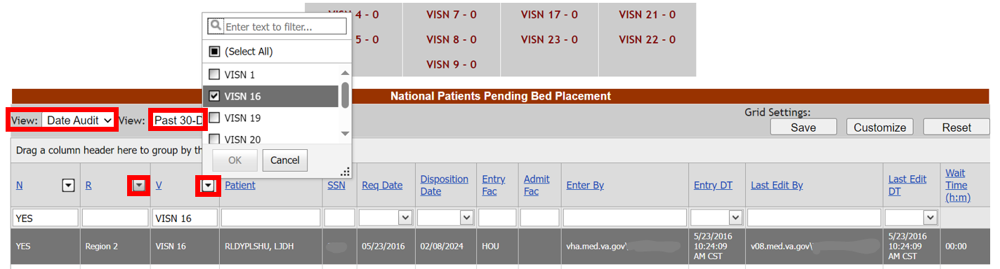 4 - 0 VISN 7 - 0 VISN 17 - 0 VISN 21 - 0
5 - 0 VISN 8 - 0 VISN 23 - 0 VISN 22 - 0
VISN 9 - 0
Enter text to filter...
(Select All)
VISN 1
VISN 16
VISN 19
VISN 20
OK Cancel
National Patients Pending Bed Placement
View: Date Audit View: Past 30-D
Grid Settings:
Save Customize Reset
Drag a column header here to group by th
N R V Patient SSN Req Date Disposition Date Entry Fac Admit Fac Enter By Entry DT Last Edit By Last Edit DT Wait Time (h:m)
YES VISN 16
YES Region 2 VISN 16 RLDYPLSHU, LJDH 05/23/2016 02/08/2024 HOU vha.med.va.gov\ 5/23/2016 10:24:09 AM CST v08.med.va.gov\ 5/23/2016 10:24:09 AM CST 00:00